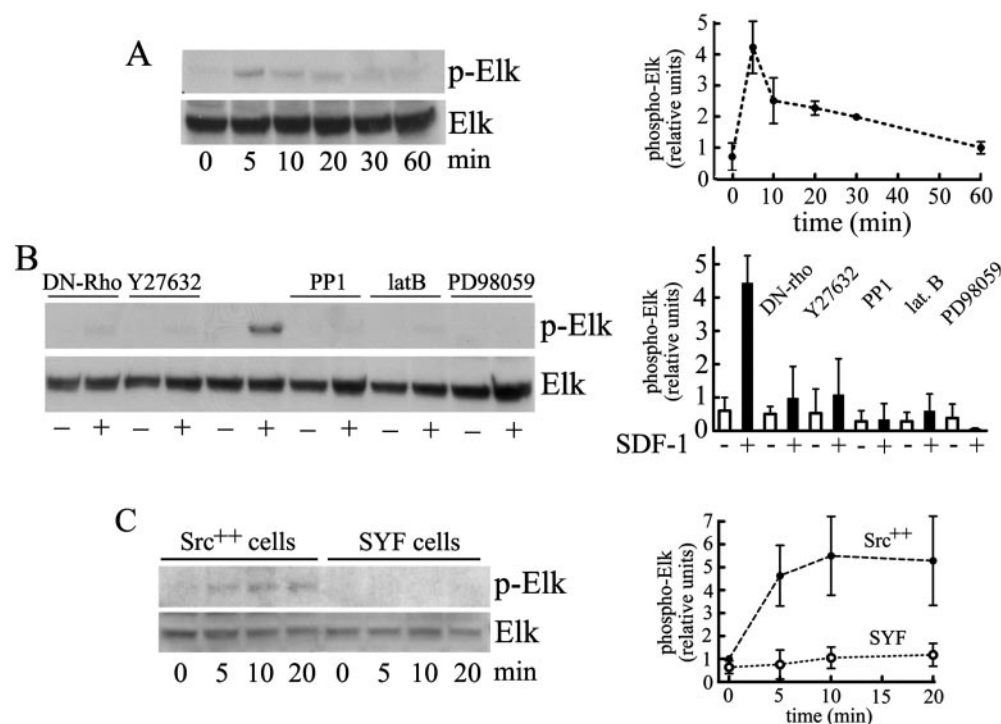 A
p-Elk
Elk
0 5 10 20 30 60 min
phospho-Elk
(relative units)
5
4
3
2
1
0
0 10 20 30 40 50 60
time (min)
B
DN-Rho Y27632 PP1 latB PD98059
p-Elk
Elk
– + – + – + – + – + – +
phospho-Elk
(relative units)
5
4
3
2
1
0
DN-rho
Y27632
PP1
lat. B
PD98059
SDF-1 - + - + - + - + - + - +
C
Src++ cells SYF cells
p-Elk
Elk
0 5 10 20 0 5 10 20 min
phospho-Elk
(relative units)
7
6
5
4
3
2
1
0
Src++
SYF
0 5 10 15 20
time (min)